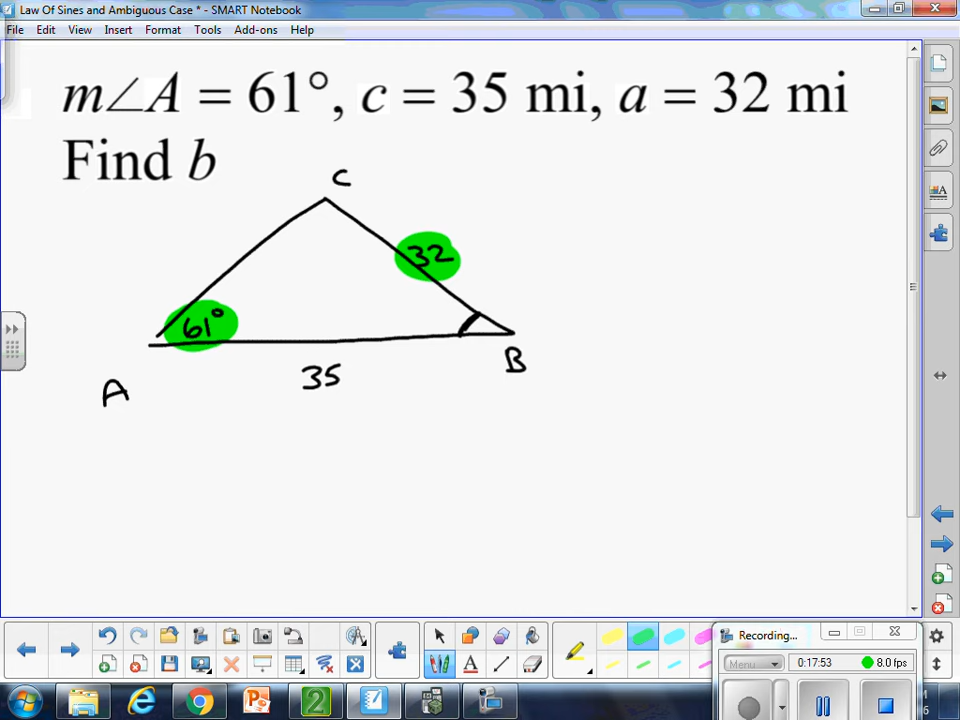 Law Of Sines and Ambiguous Case * - SMART Notebook
File Edit View Insert Format Tools Add-ons Help
m∠A = 61°, c = 35 mi, a = 32 mi
Find b
C
32
61°
35
B
A
Recording...
Menu 0:17:53 8.0 fps